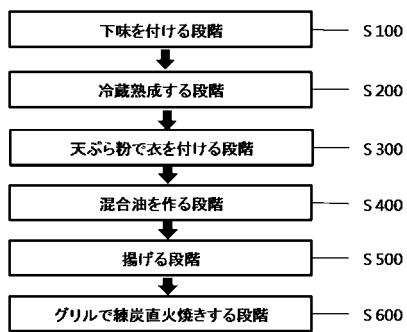 下味を付ける段階 S100
冷蔵熟成する段階 S200
天ぷら粉で衣を付ける段階 S300
混合油を作る段階 S400
揚げる段階 S500
グリルで練炭直火焼きする段階 S600